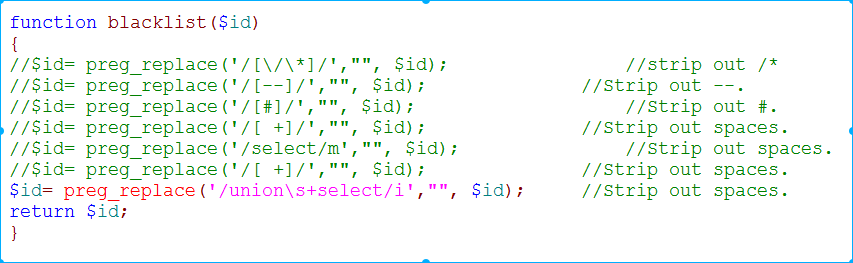 function blacklist($id)
{
//$id= preg_replace('/[\/\*]/',"", $id);                //strip out /*
//$id= preg_replace('/[--]/',"", $id);              //Strip out --.
//$id= preg_replace('/[#]/',"", $id);                   //Strip out #.
//$id= preg_replace('/[ +]/',"", $id);              //Strip out spaces.
//$id= preg_replace('/select/m',"", $id);               //Strip out spaces.
//$id= preg_replace('/[ +]/',"", $id);              //Strip out spaces.
$id= preg_replace('/union\s+select/i',"", $id);     //Strip out spaces.
return $id;
}